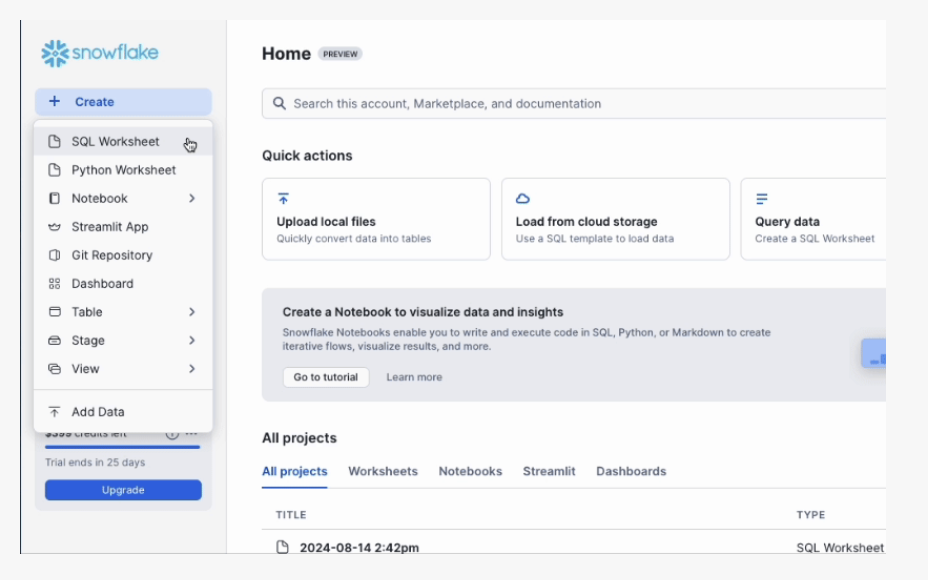 snowflake
+ Create
SQL Worksheet
Python Worksheet
Notebook
Streamlit App
Git Repository
Dashboard
Table
Stage
View
Add Data
$399 credits left
Trial ends in 25 days
Upgrade
Home PREVIEW
Search this account, Marketplace, and documentation
Quick actions
Upload local files
Quickly convert data into tables
Load from cloud storage
Use a SQL template to load data
Query data
Create a SQL Worksheet
Create a Notebook to visualize data and insights
Snowflake Notebooks enable you to write and execute code in SQL, Python, or Markdown to create
iterative flows, visualize results, and more.
Go to tutorial Learn more
All projects
All projects Worksheets Notebooks Streamlit Dashboards
TITLE TYPE
2024-08-14 2:42pm SQL Worksheet